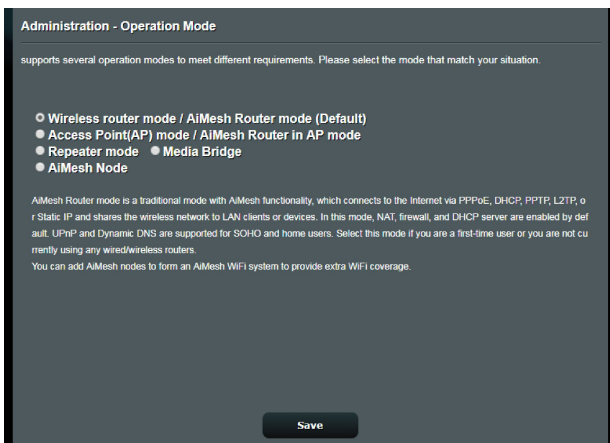 Administration - Operation Mode
supports several operation modes to meet different requirements. Please select the mode that match your situation.
Wireless router mode / AiMesh Router mode (Default)
Access Point(AP) mode / AiMesh Router in AP mode
Repeater mode Media Bridge
AiMesh Node
AiMesh Router mode is a traditional mode with AiMesh functionality, which connects to the Internet via PPPoE, DHCP, PPTP, L2TP, o
r Static IP and shares the wireless network to LAN clients or devices. In this mode, NAT, firewall, and DHCP server are enabled by def
ault. UPnP and Dynamic DNS are supported for SOHO and home users. Select this mode if you are a first-time user or you are not cu
rrently using any wired/wireless routers.
You can add AiMesh nodes to form an AiMesh WiFi system to provide extra WiFi coverage.
Save